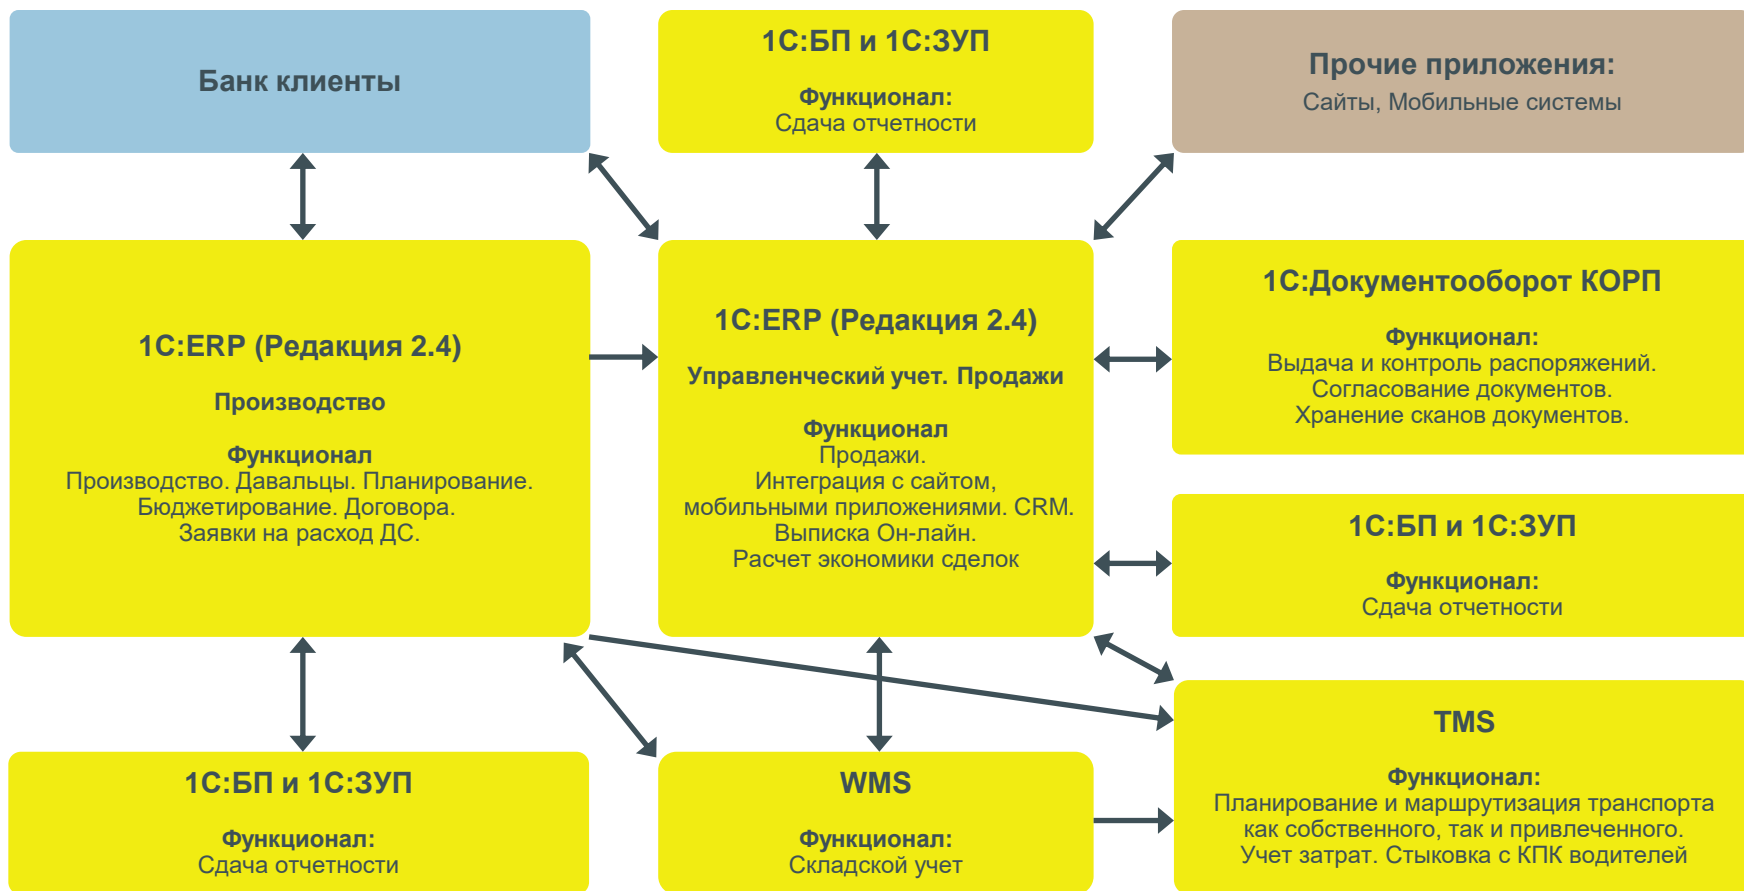 Банк клиенты
1С:БП и 1С:ЗУП
Функционал:
Сдача отчетности
Прочие приложения:
Сайты, Мобильные системы
1С:ERP (Редакция 2.4)
Производство
Функционал
Производство. Давальцы. Планирование.
Бюджетирование. Договора.
Заявки на расход ДС.
1С:ERP (Редакция 2.4)
Управленческий учет. Продажи
Функционал
Продажи.
Интеграция с сайтом,
мобильными приложениями. CRM.
Выписка Он-лайн.
Расчет экономики сделок
1С:Документооборот КОРП
Функционал:
Выдача и контроль распоряжений.
Согласование документов.
Хранение сканов документов.
1С:БП и 1С:ЗУП
Функционал:
Сдача отчетности
1С:БП и 1С:ЗУП
Функционал:
Сдача отчетности
WMS
Функционал:
Складской учет
TMS
Функционал:
Планирование и маршрутизация транспорта
как собственного, так и привлеченного.
Учет затрат. Стыковка с КПК водителей